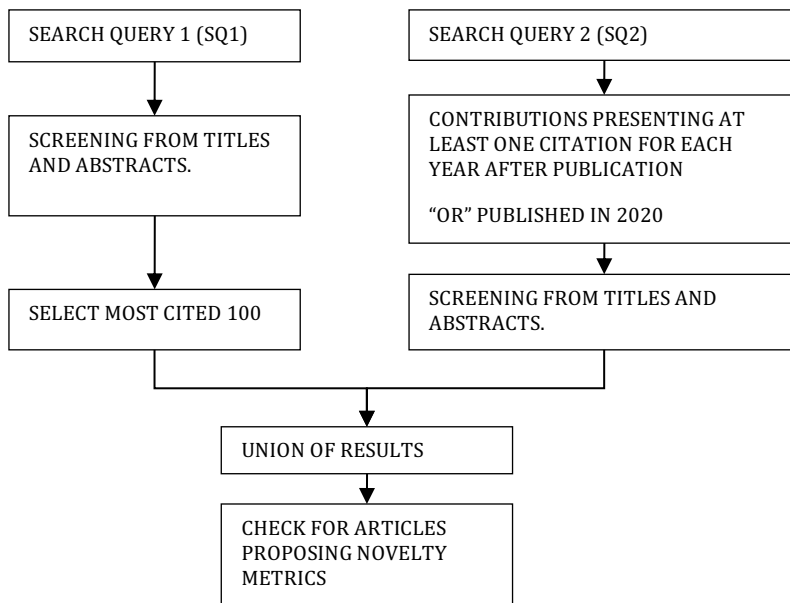 SEARCH QUERY 1 (SQ1)
SCREENING FROM TITLES
AND ABSTRACTS.
SELECT MOST CITED 100
SEARCH QUERY 2 (SQ2)
CONTRIBUTIONS PRESENTING AT
LEAST ONE CITATION FOR EACH
YEAR AFTER PUBLICATION
“OR” PUBLISHED IN 2020
SCREENING FROM TITLES AND
ABSTRACTS.
UNION OF RESULTS
CHECK FOR ARTICLES
PROPOSING NOVELTY
METRICS